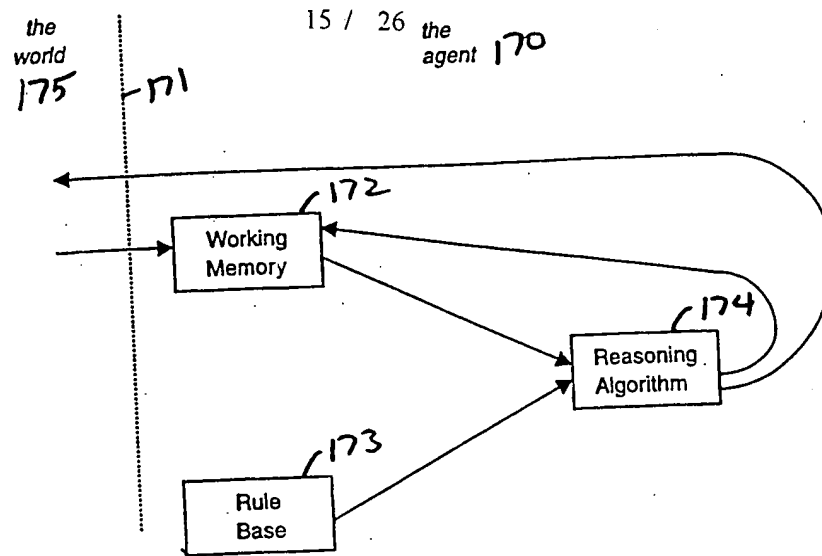 15 / 26
the
world
175
171
the
agent 170
172
Working
Memory
174
Reasoning
Algorithm
173
Rule
Base